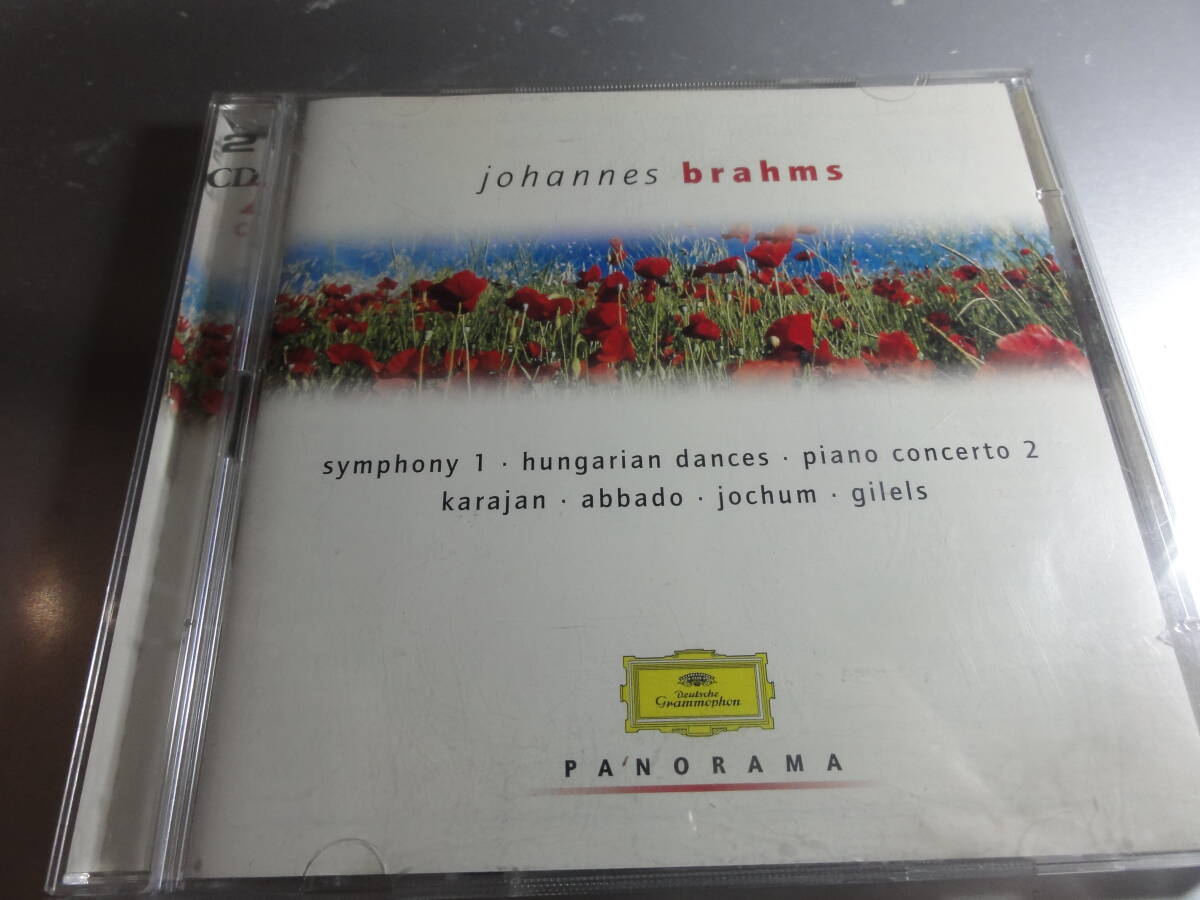 2
CD
johannes brahms
symphony 1 · hungarian dances · piano concerto 2
karajan · abbado · jochum · gilels
Deutsche
Grammophon
PANORAMA